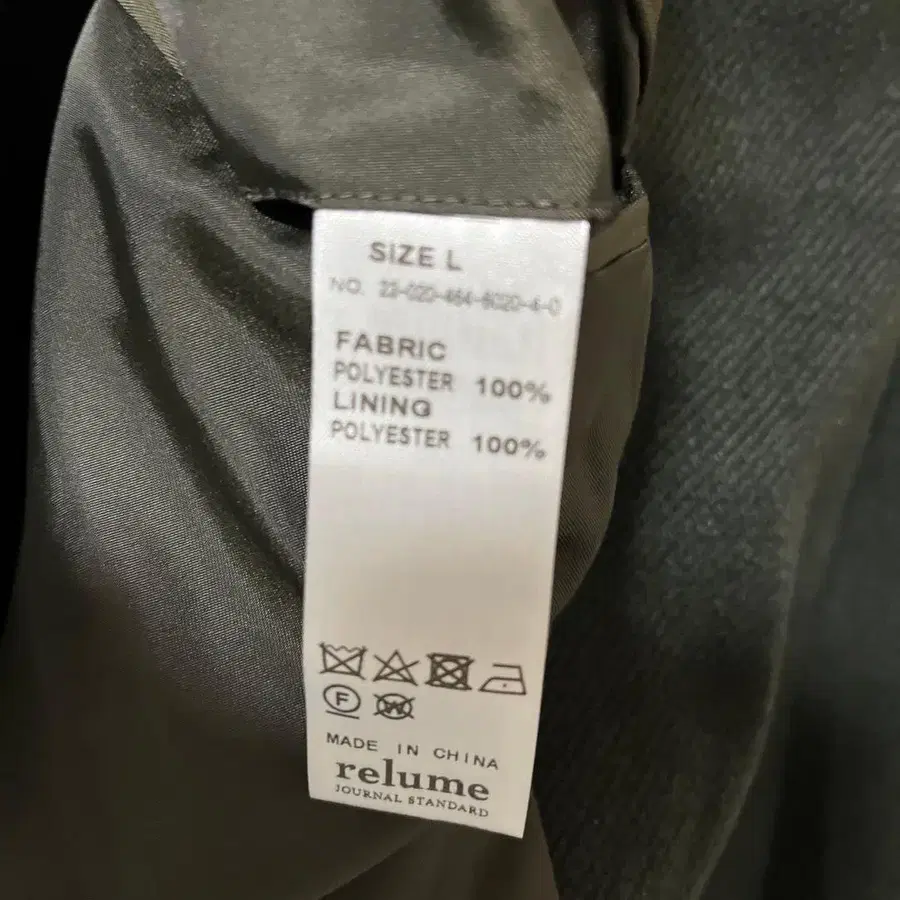 SIZE L
NO. 22-020-464-6020-4-0
FABRIC
POLYESTER 100%
LINING
POLYESTER 100%
F
W
MADE IN CHINA
relume
JOURNAL STANDARD